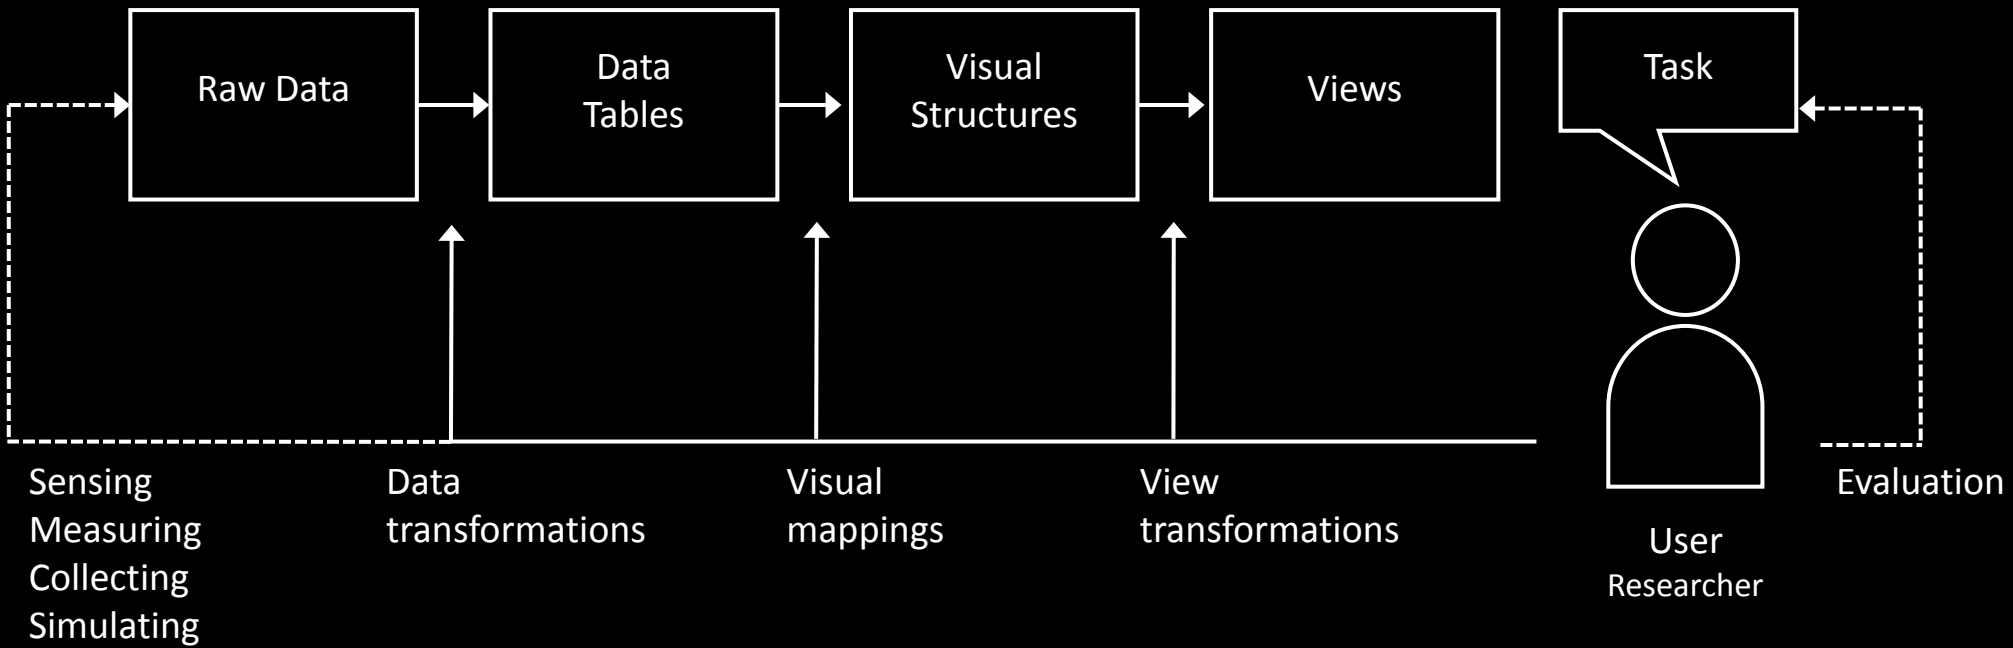 Raw Data
Data
Tables
Visual
Structures
Views
Task
Sensing
Measuring
Collecting
Simulating
Data
transformations
Visual
mappings
View
transformations
User
Researcher
Evaluation